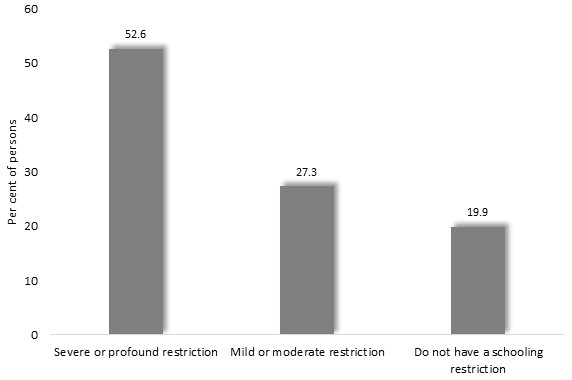 60
52.6
50
40
Per cent of persons
30
27.3
20
19.9
10
0
Severe or profound restriction
Mild or moderate restriction
Do not have a schooling
restriction